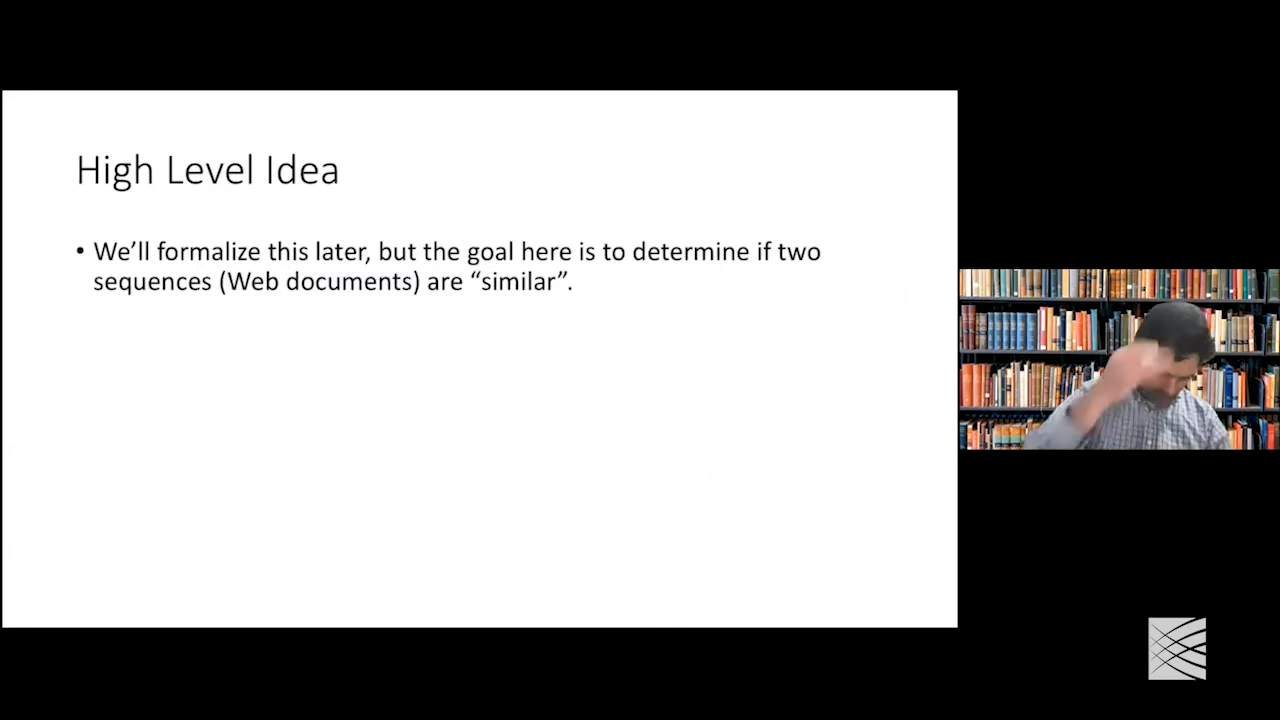 High Level Idea
• We’ll formalize this later, but the goal here is to determine if two
sequences (Web documents) are “similar”.